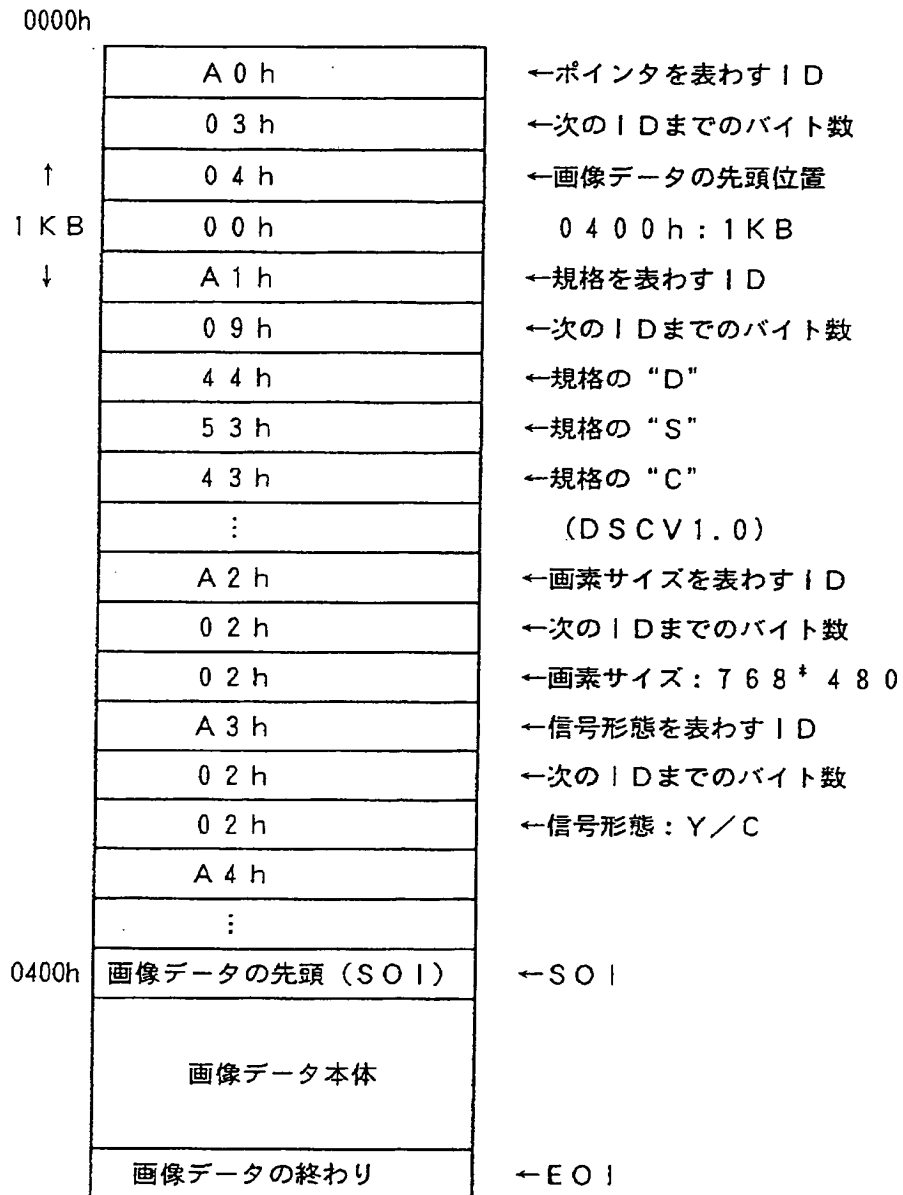 0000h
A0h ←ポインタを表わすID
03h ←次のIDまでのバイト数
↑ 04h ←画像データの先頭位置
1KB 00h 0400h:1KB
↓ A1h ←規格を表わすID
09h ←次のIDまでのバイト数
44h ←規格の“D”
53h ←規格の“S”
43h ←規格の“C”
⋮ (DSCV1.0)
A2h ←画素サイズを表わすID
02h ←次のIDまでのバイト数
02h ←画素サイズ:768*480
A3h ←信号形態を表わすID
02h ←次のIDまでのバイト数
02h ←信号形態:Y/C
A4h
⋮
0400h 画像データの先頭(SOI) ←SOI
画像データ本体
画像データの終わり ←EOI